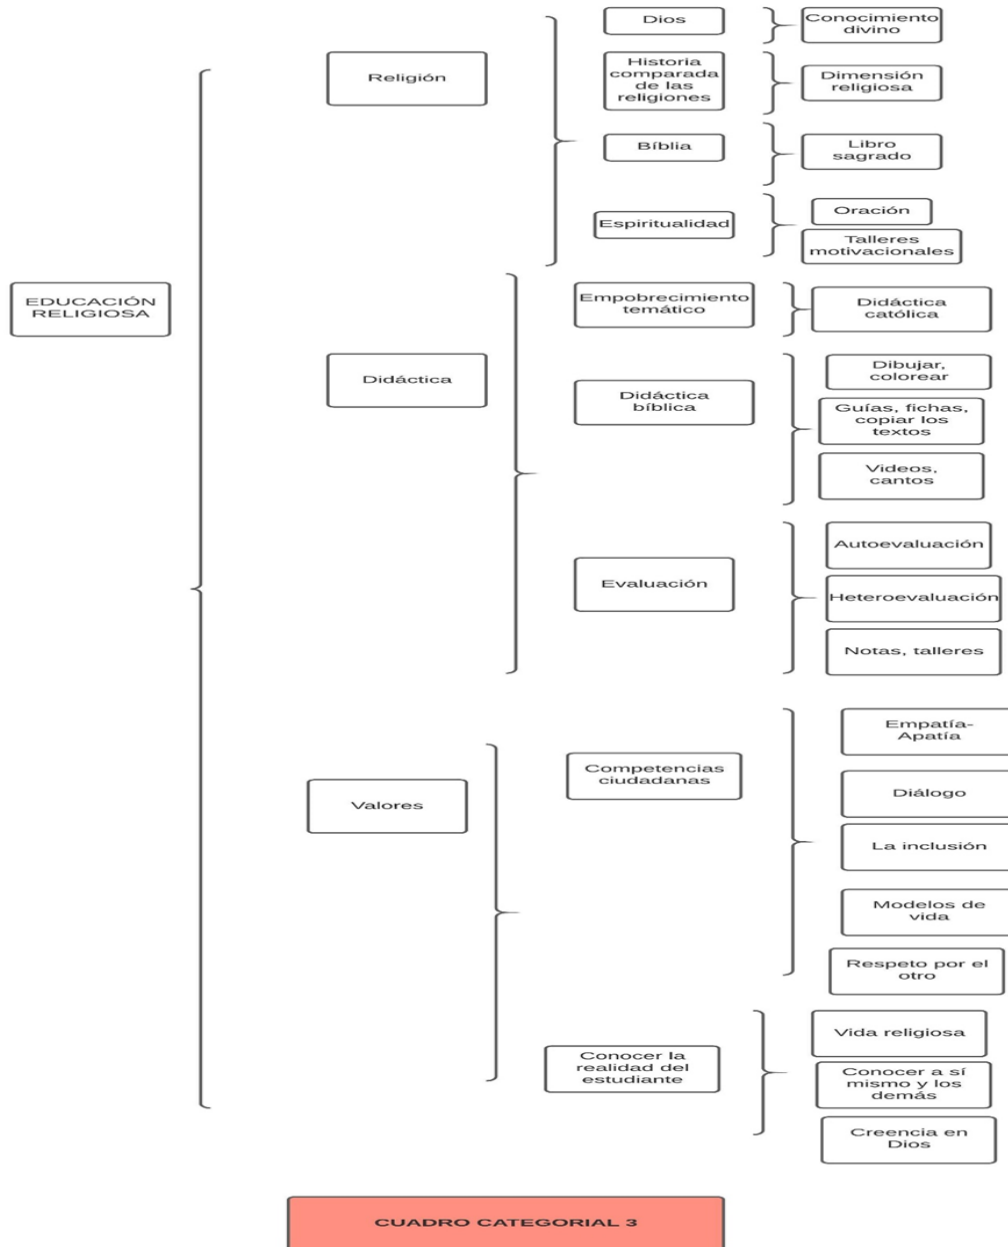 EDUCACIÓN
RELIGIOSA
Religión
Dios
Conocimiento
divino
Historia
comparada
de las
religiones
Dimensión
religiosa
Bíblia
Libro
sagrado
Espiritualidad
Oración
Talleres
motivacionales
Didáctica
Empobrecimiento
temático
Didáctica
católica
Didáctica
bíblica
Dibujar,
colorear
Guías, fichas,
copiar los
textos
Videos,
cantos
Evaluación
Autoevaluación
Heteroevaluación
Notas, talleres
Valores
Competencias
ciudadanas
Empatía-
Apatía
Diálogo
La inclusión
Modelos de
vida
Respeto por el
otro
Conocer la
realidad del
estudiante
Vida religiosa
Conocer a sí
mismo y los
demás
Creencia en
Dios
CUADRO CATEGORIAL 3